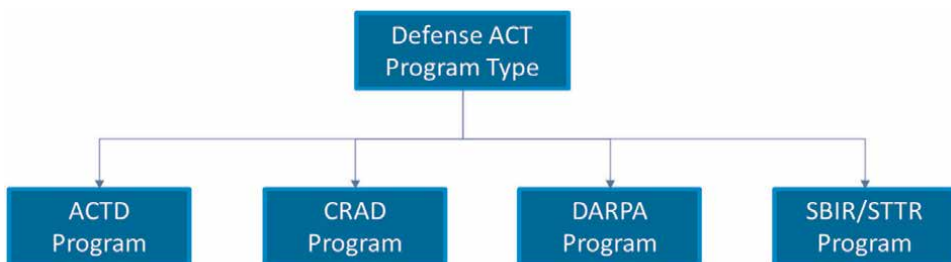 Defense ACT
Program Type
ACTD
Program
CRAD
Program
DARPA
Program
SBIR/STTR
Program